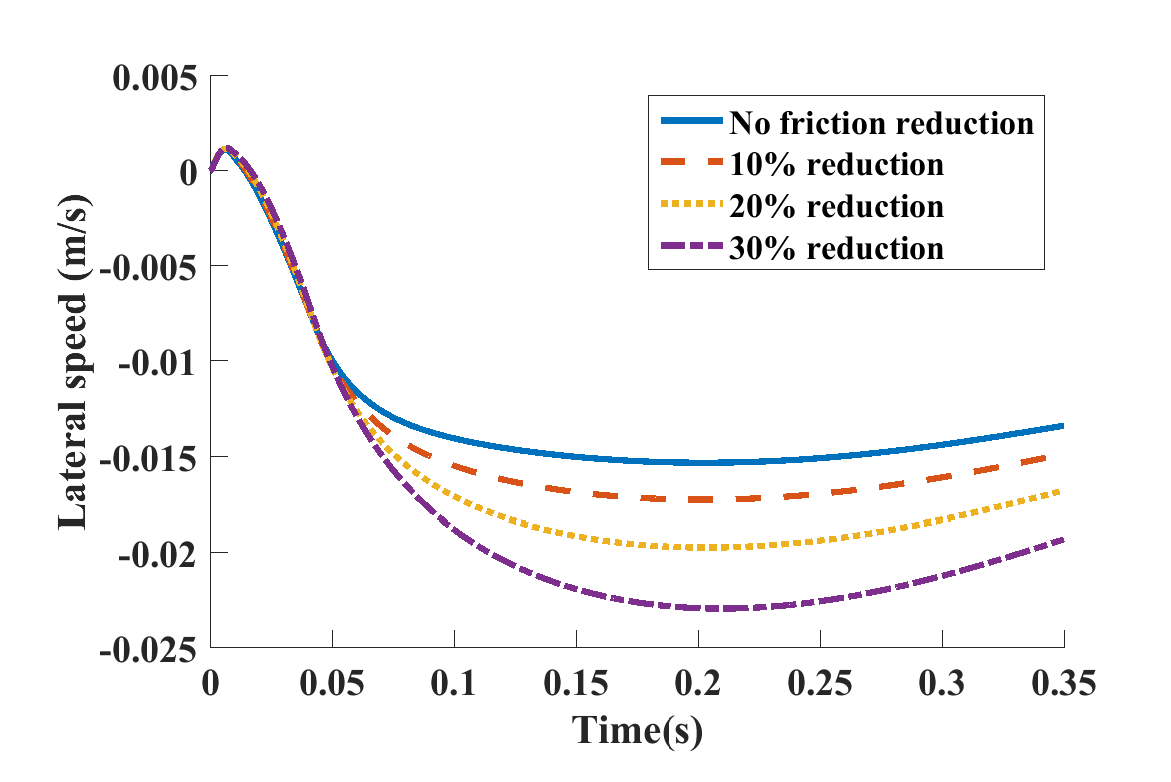 0.005
0
-0.005
-0.01
-0.015
-0.02
-0.025
Lateral speed (m/s)
No friction reduction
10% reduction
20% reduction
30% reduction
0 0.05 0.1 0.15 0.2 0.25 0.3 0.35
Time(s)